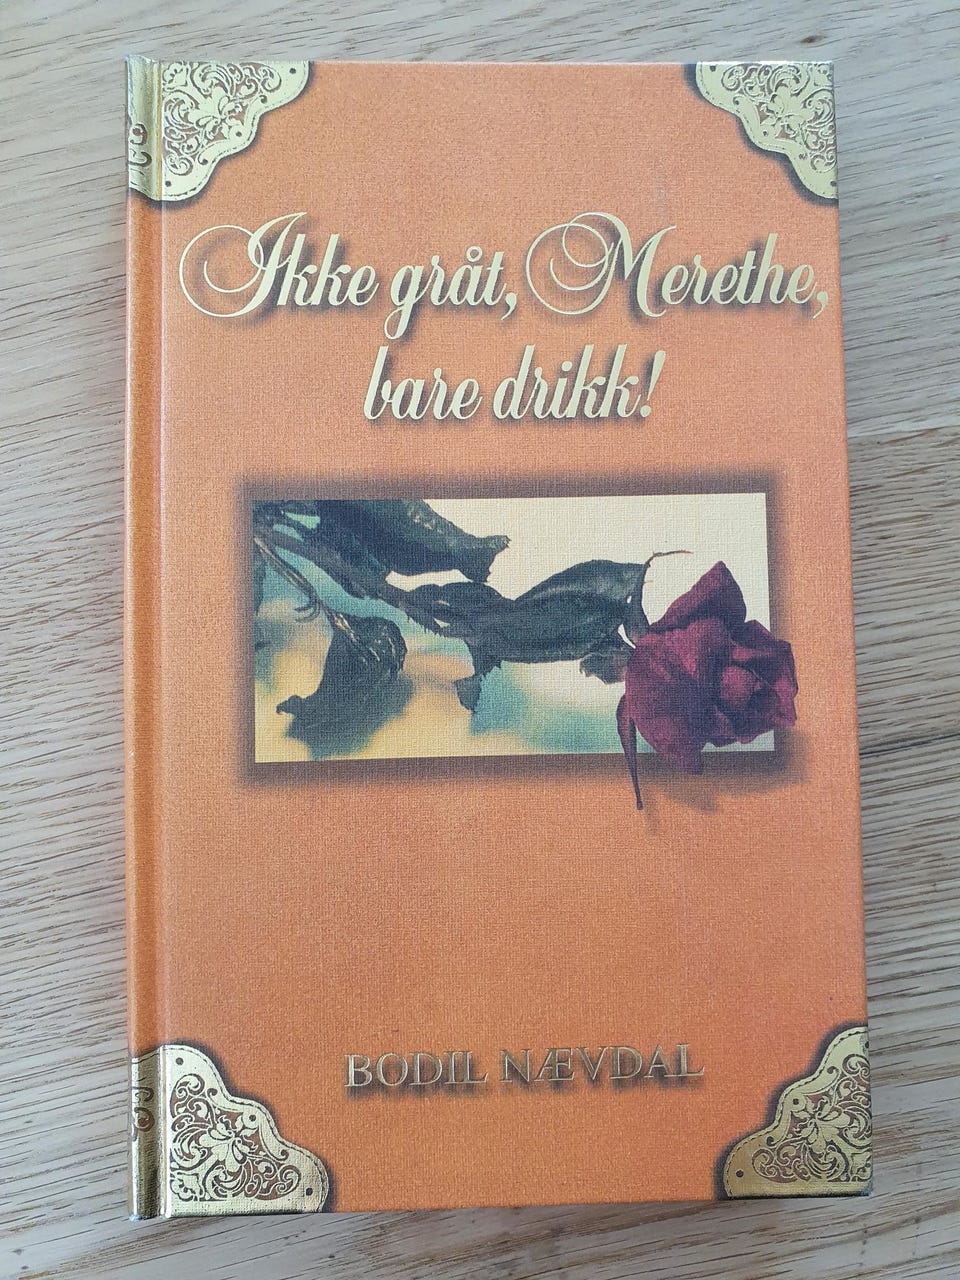 Ikke gråt, Merethe,
bare drikk!
BODIL NÆVDAL